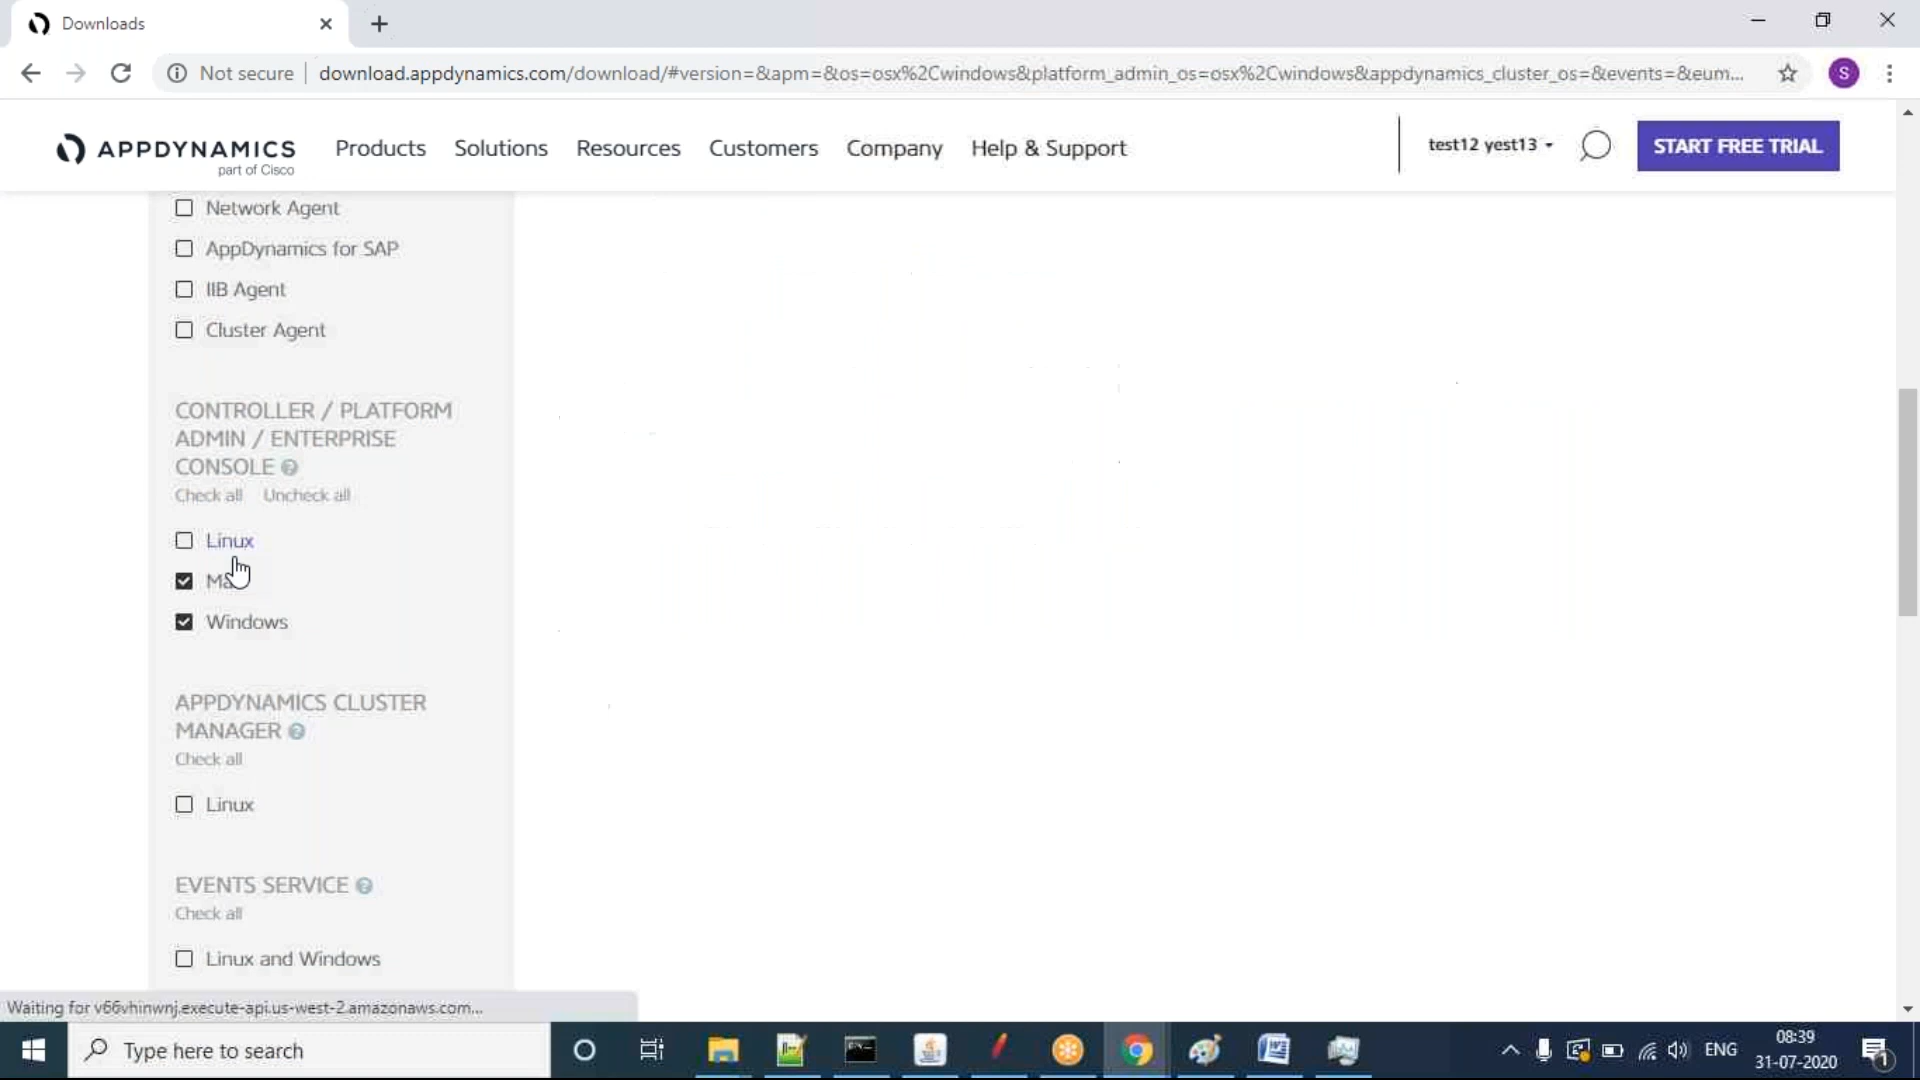 Downloads
Not secure
download.appdynamics.com/download/#version=&apm=&os=osx%2Cwindows&platform_admin_os=osx%2Cwindows&appdynamics_cluster_os=&events=&eum...
S
APPDYNAMICS
part of Cisco
Products
Solutions
Resources
Customers
Company
Help & Support
test12 yest13
START FREE TRIAL
Network Agent
AppDynamics for SAP
IIB Agent
Cluster Agent
CONTROLLER / PLATFORM
ADMIN / ENTERPRISE
CONSOLE ?
Check all Uncheck all
Linux
Windows
APPDYNAMICS CLUSTER
MANAGER ?
Check all
Linux
EVENTS SERVICE ?
Check all
Linux and Windows
Waiting for v66vhinwnj.execute-api.us-west-2.amazonaws.com...
Type here to search
ENG
08:39
31-07-2020
1